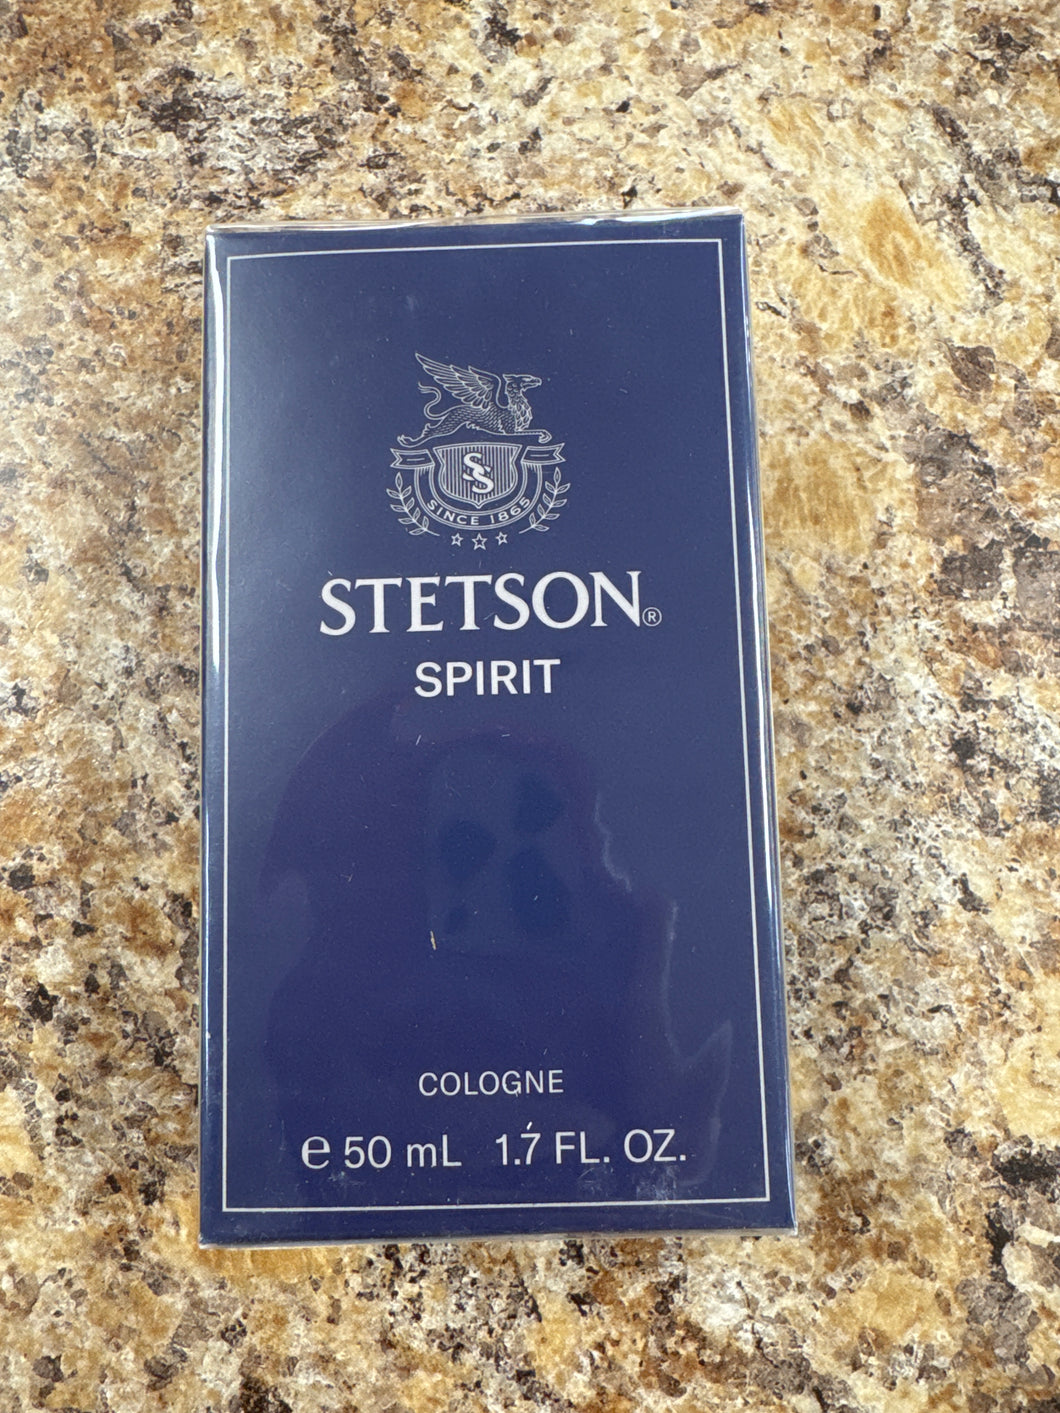 SS
SINCE 1865
STETSON®
SPIRIT
COLOGNE
℮ 50 mL 1.7 FL. OZ.